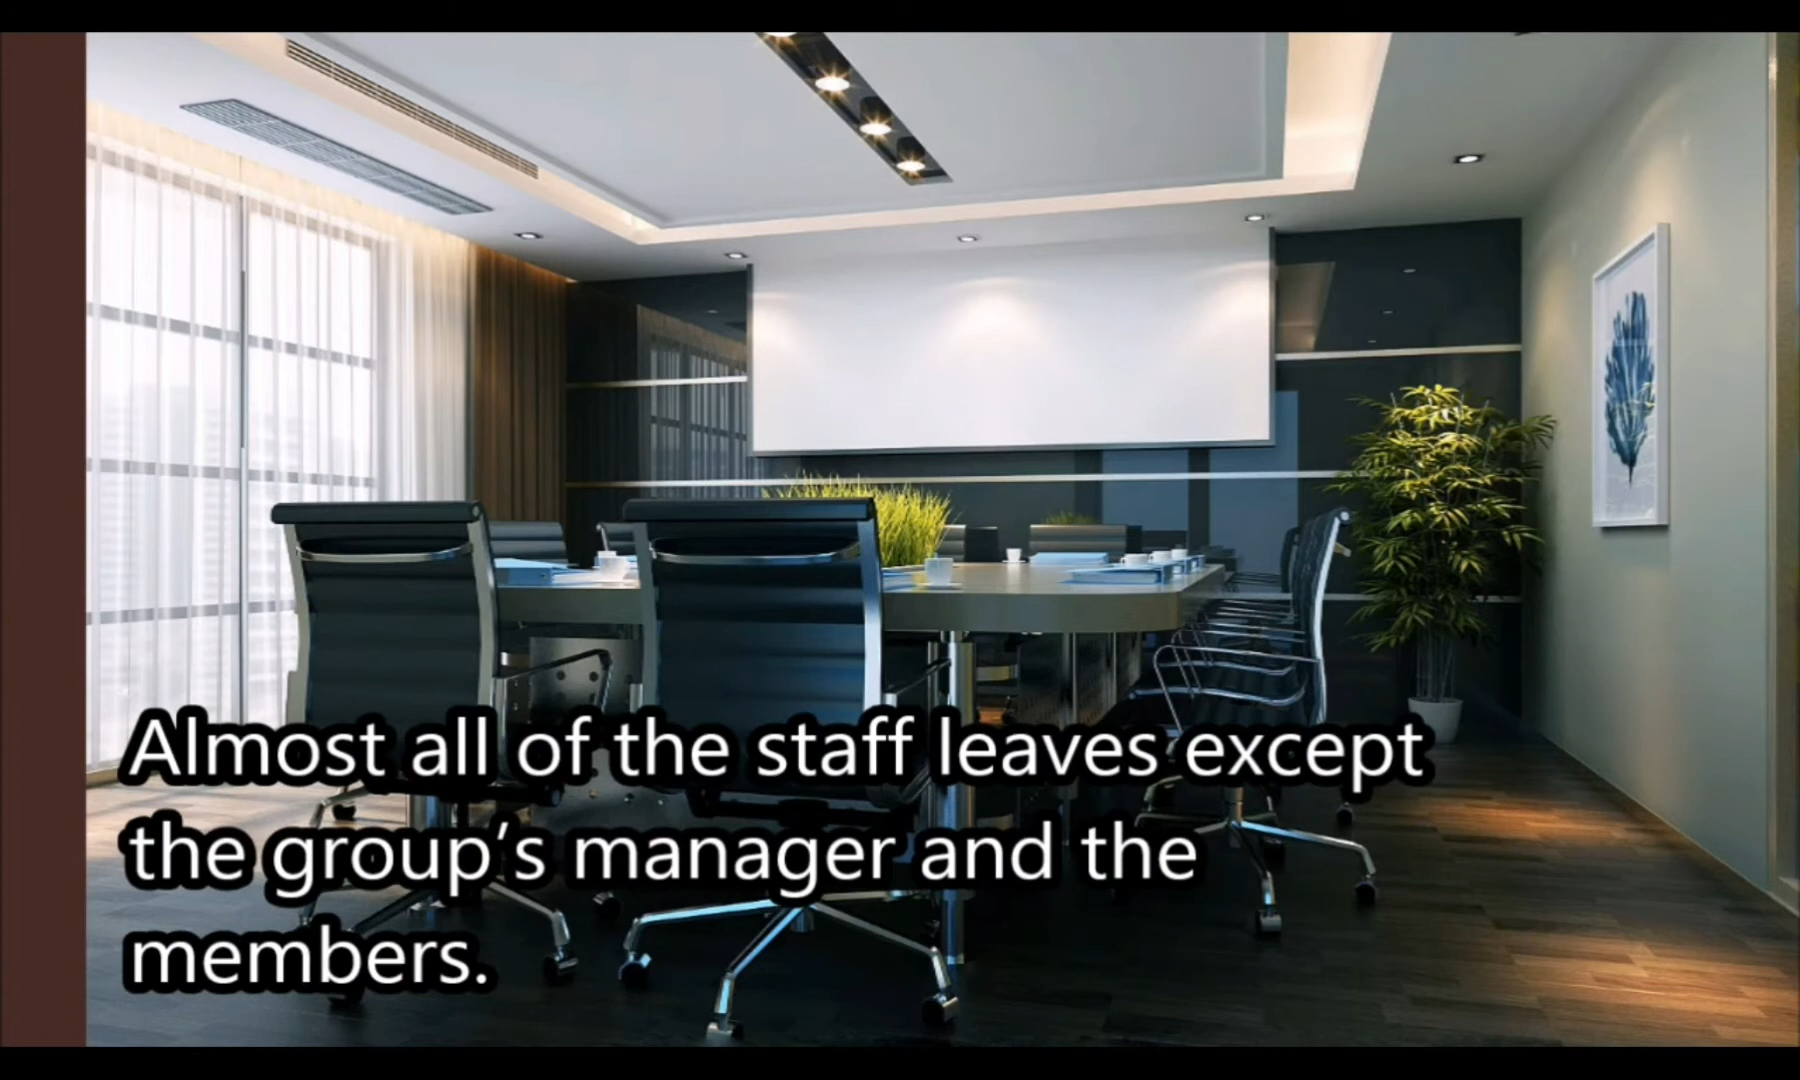 Almost all of the staff leaves except
the group’s manager and the
members.